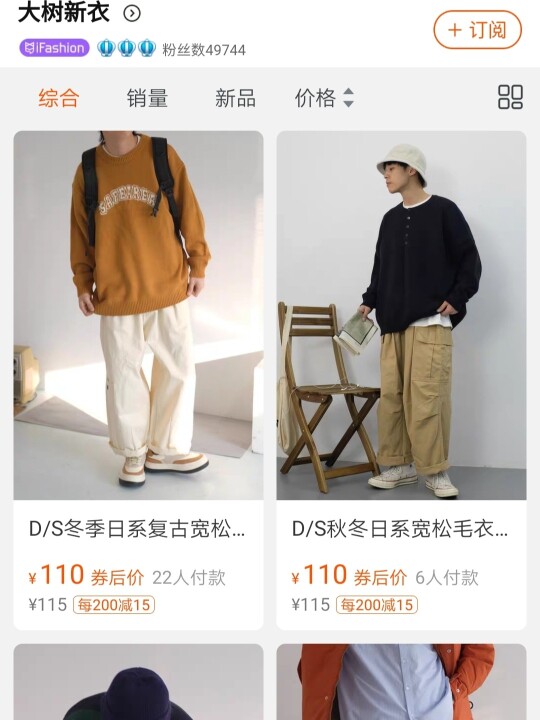 大树新衣
iFashion 粉丝数49744
+ 订阅
综合 销量 新品 价格
D/S冬季日系复古宽松...
¥110 券后价 22人付款
¥115 每200减15
D/S秋冬日系宽松毛衣...
¥110 券后价 6人付款
¥115 每200减15